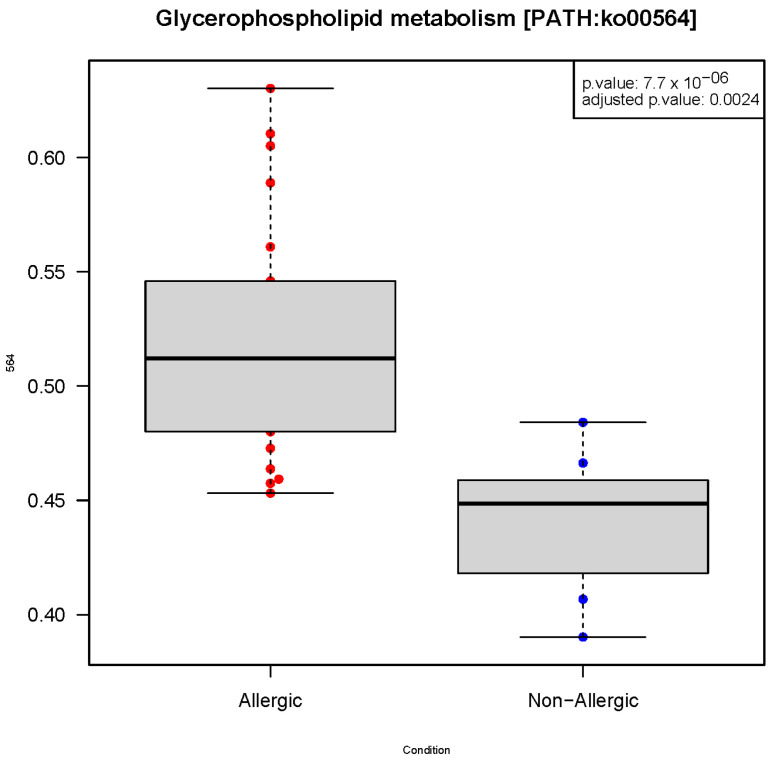 Glycerophospholipid metabolism [PATH:ko00564]
p.value: 7.7 x 10−06
adjusted p.value: 0.0024
0.60
0.55
0.50
0.45
0.40
564
Allergic
Non−Allergic
Condition